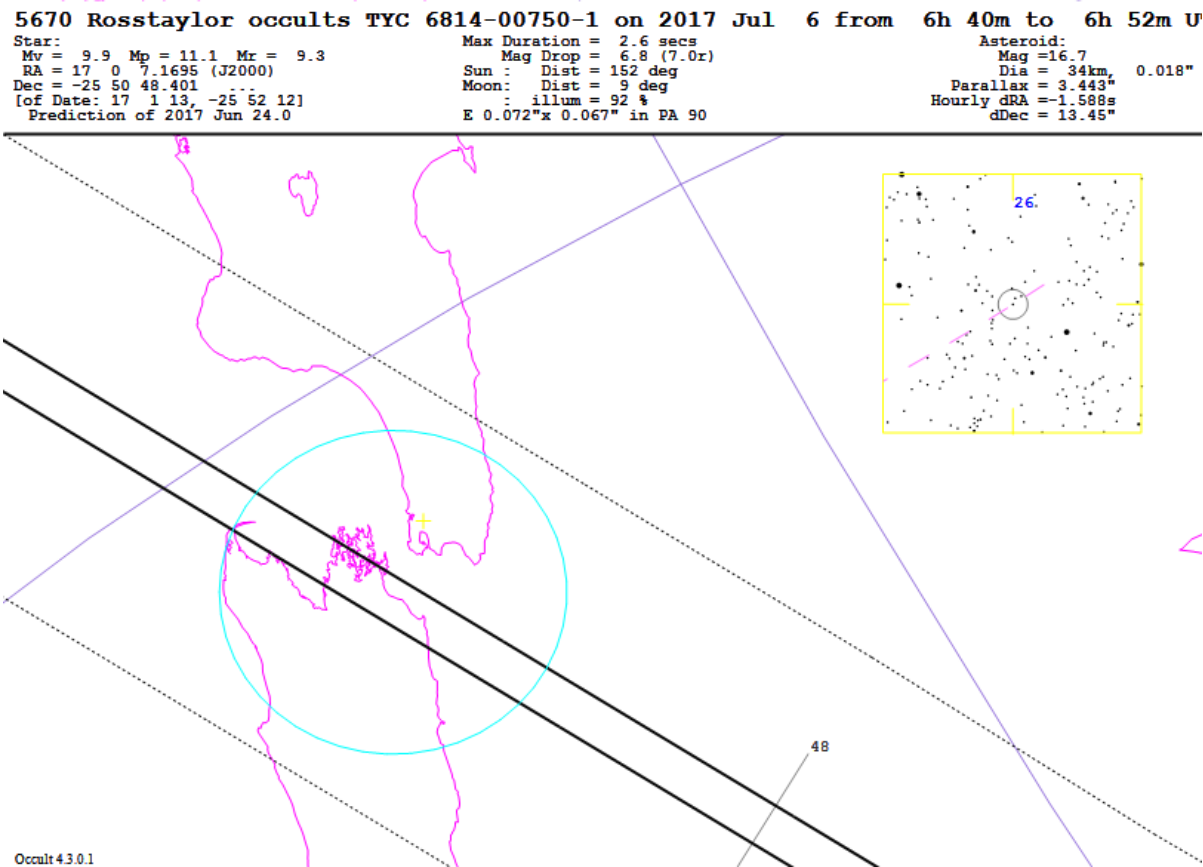 5670 Rosstaylor occults TYC 6814-00750-1 on 2017 Jul 6 from 6h 40m to 6h 52m U
Star:
Mv = 9.9 Mp = 11.1 Mr = 9.3
RA = 17 0 7.1695 (J2000)
Dec = -25 50 48.401 ...
[of Date: 17 1 13, -25 52 12]
Prediction of 2017 Jun 24.0
Max Duration = 2.6 secs
Mag Drop = 6.8 (7.0r)
Sun : Dist = 152 deg
Moon: Dist = 9 deg
: illum = 92 %
E 0.072"x 0.067" in PA 90
Asteroid:
Mag =16.7
Dia = 34km, 0.018"
Parallax = 3.443"
Hourly dRA =-1.588s
dDec = 13.45"
26
48
Occult 4.3.0.1